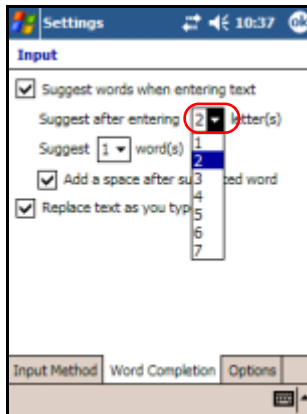 Settings 10:37 ok
Input
Suggest words when entering text
Suggest after entering 2 letter(s)
Suggest 1 word(s)
1
2
Add a space after su ted word
3
4
Replace text as you typ
5
6
7
Input Method Word Completion Options